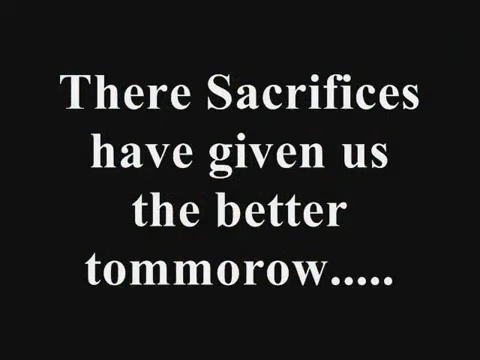 There Sacrifices
have given us
the better
tommorow.....